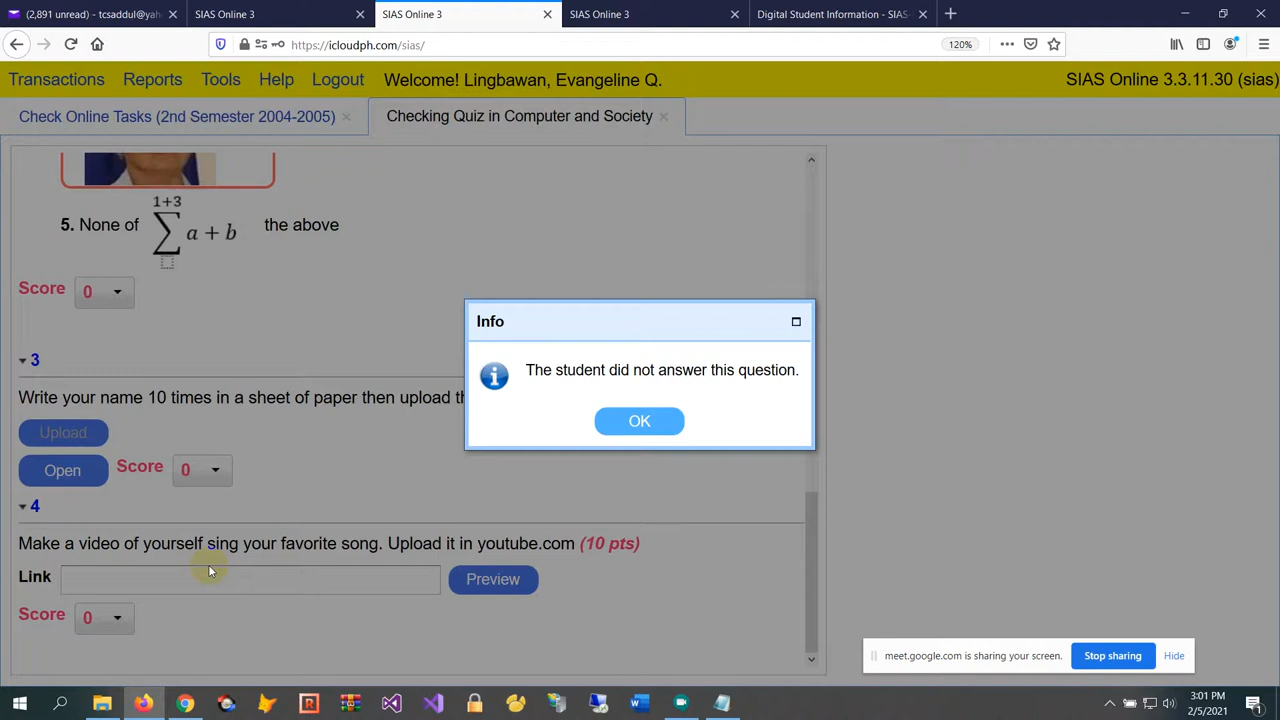 (2,891 unread) - tcsaddul@yah
SIAS Online 3
SIAS Online 3
SIAS Online 3
Digital Student Information - SIAS-
https://icloudph.com/sias/
120%
Transactions Reports Tools Help Logout Welcome! Lingbawan, Evangeline Q. SIAS Online 3.3.11.30 (sias)
Check Online Tasks (2nd Semester 2004-2005)
Checking Quiz in Computer and Society
1+3
5. None of ∑ a + b the above
Score 0
Info
The student did not answer this question.
OK
3
Write your name 10 times in a sheet of paper then upload th
Upload
Open Score 0
4
Make a video of yourself sing your favorite song. Upload it in youtube.com (10 pts)
Link Preview
Score 0
meet.google.com is sharing your screen. Stop sharing Hide
3:01 PM
2/5/2021